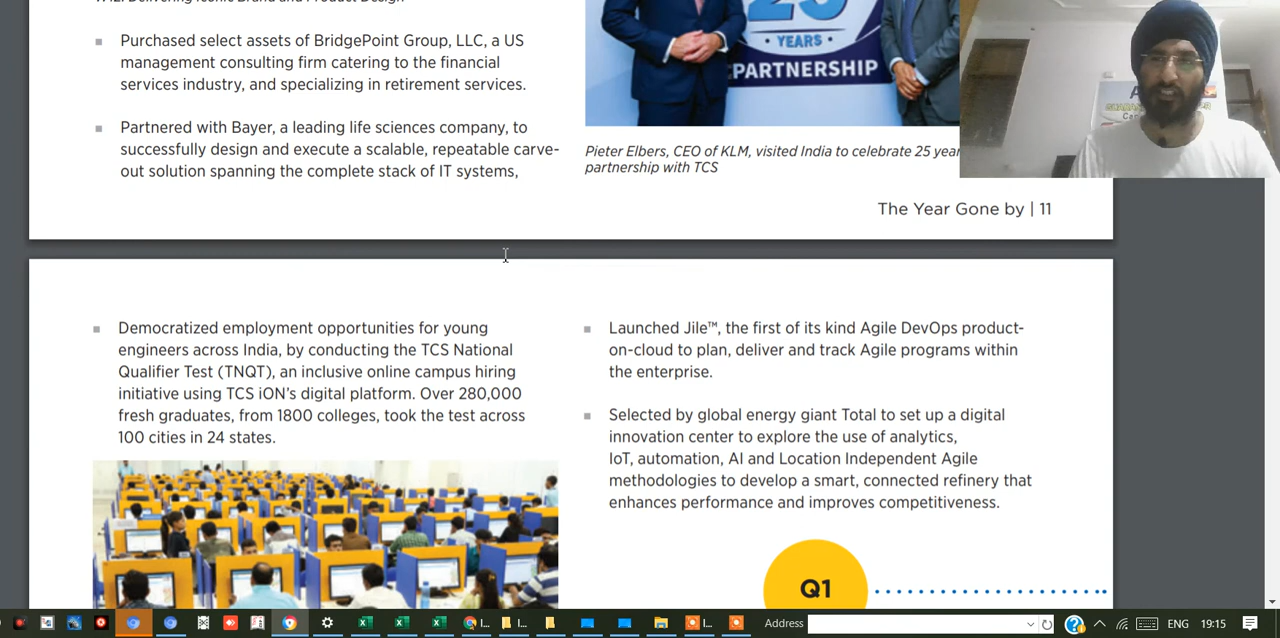 Purchased select assets of BridgePoint Group, LLC, a US
management consulting firm catering to the financial
services industry, and specializing in retirement services.
Partnered with Bayer, a leading life sciences company, to
successfully design and execute a scalable, repeatable carve-
out solution spanning the complete stack of IT systems,
25
YEARS
PARTNERSHIP
Pieter Elbers, CEO of KLM, visited India to celebrate 25 year
partnership with TCS
The Year Gone by | 11
Democratized employment opportunities for young
engineers across India, by conducting the TCS National
Qualifier Test (TNQT), an inclusive online campus hiring
initiative using TCS iON's digital platform. Over 280,000
fresh graduates, from 1800 colleges, took the test across
100 cities in 24 states.
Launched Jile™, the first of its kind Agile DevOps product-
on-cloud to plan, deliver and track Agile programs within
the enterprise.
Selected by global energy giant Total to set up a digital
innovation center to explore the use of analytics,
IoT, automation, AI and Location Independent Agile
methodologies to develop a smart, connected refinery that
enhances performance and improves competitiveness.
Q1
Address
ENG
19:15